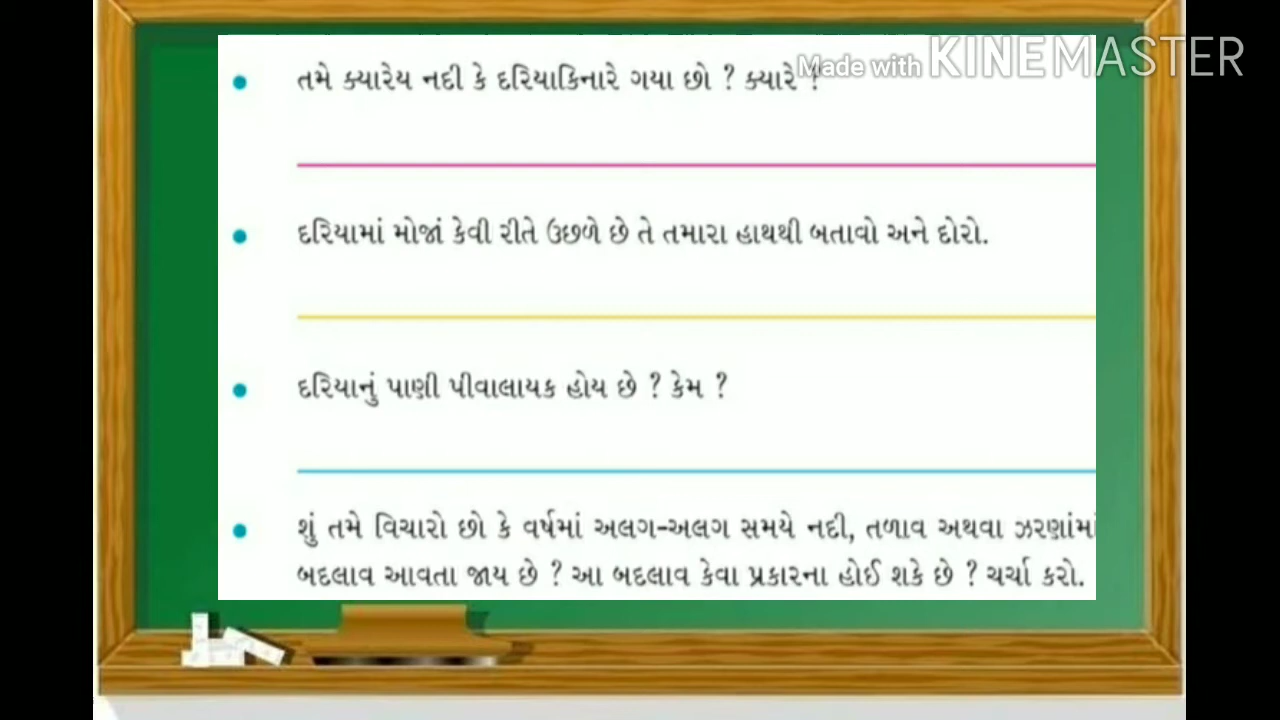 Made with KINEMASTER
તમે ક્યારેય નદી કે દરિયાકિનારે ગયા છો ? ક્યારે ?
દરિયામાં મોજાં કેવી રીતે ઉછળે છે તે તમારા હાથથી બતાવો અને દોરો.
દરિયાનું પાણી પીવાલાયક હોય છે ? કેમ ?
શું તમે વિચારો છો કે વર્ષમાં અલગ-અલગ સમયે નદી, તળાવ અથવા ઝરણાંમાં
બદલાવ આવતા જાય છે ? આ બદલાવ કેવા પ્રકારના હોઈ શકે છે ? ચર્ચા કરો.